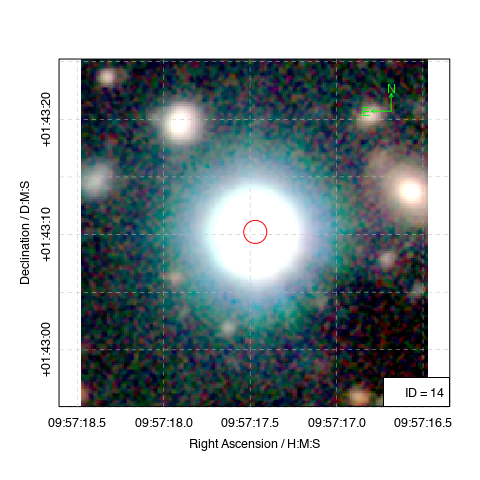 N
+01:43:20
+01:43:10
+01:43:00
Declination / D:M:S
ID = 14
09:57:18.5 09:57:18.0 09:57:17.5 09:57:17.0 09:57:16.5
Right Ascension / H:M:S